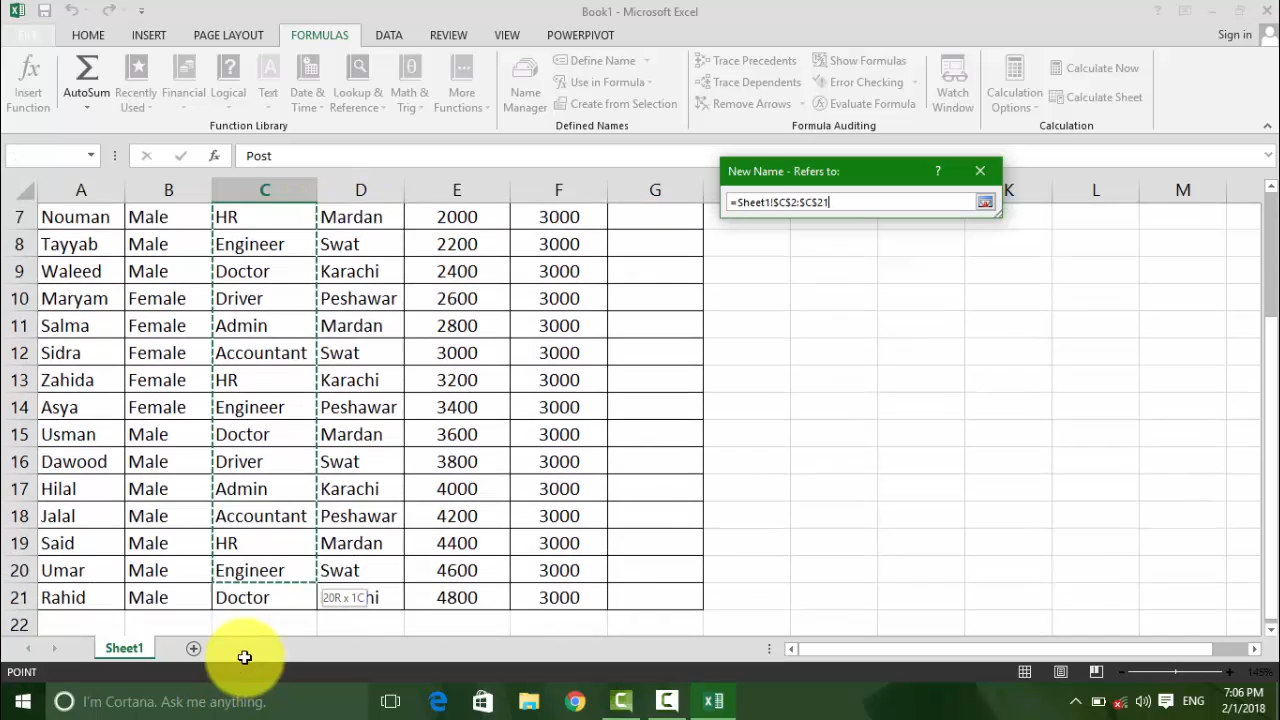 Book1 - Microsoft Excel
HOME INSERT PAGE LAYOUT FORMULAS DATA REVIEW VIEW POWERPIVOT Sign in
Insert Function
AutoSum
Recently Used
Financial
Logical
Text
Date & Time
Lookup & Reference
Math & Trig
More Functions
Function Library
Name Manager
Define Name
Use in Formula
Create from Selection
Defined Names
Trace Precedents
Trace Dependents
Remove Arrows
Show Formulas
Error Checking
Evaluate Formula
Formula Auditing
Watch Window
Calculation Options
Calculate Now
Calculate Sheet
Calculation
fx Post
New Name - Refers to: ?
=Sheet1!$C$2:$C$21
A B C D E F G K L M
7 Nouman Male HR Mardan 2000 3000
8 Tayyab Male Engineer Swat 2200 3000
9 Waleed Male Doctor Karachi 2400 3000
10 Maryam Female Driver Peshawar 2600 3000
11 Salma Female Admin Mardan 2800 3000
12 Sidra Female Accountant Swat 3000 3000
13 Zahida Female HR Karachi 3200 3000
14 Asya Female Engineer Peshawar 3400 3000
15 Usman Male Doctor Mardan 3600 3000
16 Dawood Male Driver Swat 3800 3000
17 Hilal Male Admin Karachi 4000 3000
18 Jalal Male Accountant Peshawar 4200 3000
19 Said Male HR Mardan 4400 3000
20 Umar Male Engineer Swat 4600 3000
21 Rahid Male Doctor 20R x 1C hi 4800 3000
22
Sheet1
POINT 145%
I'm Cortana. Ask me anything.
ENG
7:06 PM
2/1/2018